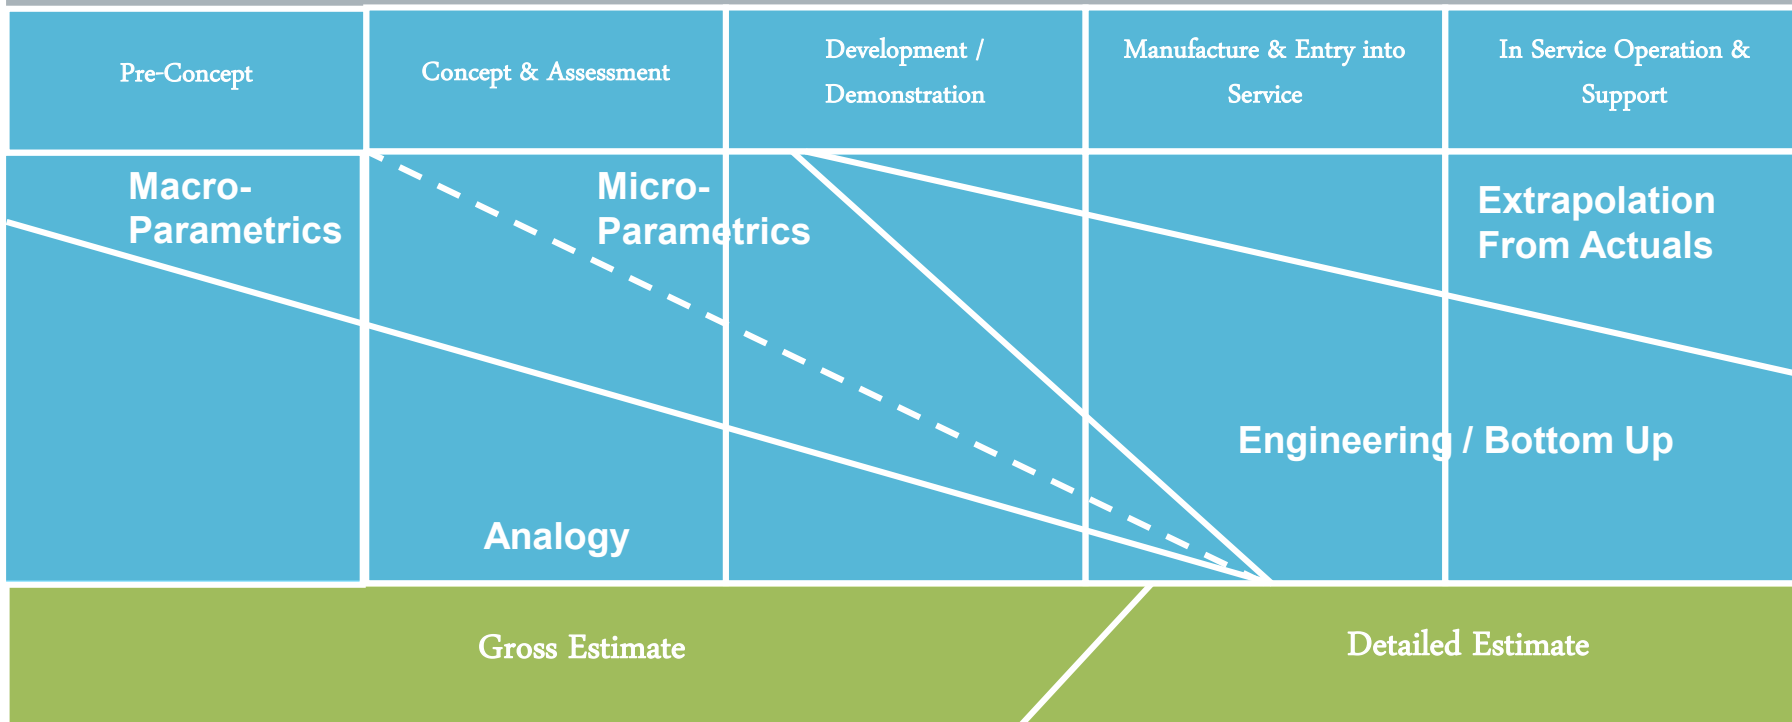 Pre-Concept
Concept & Assessment
Development /
Demonstration
Manufacture & Entry into
Service
In Service Operation &
Support
Macro-
Parametrics
Micro-
Parametrics
Extrapolation
From Actuals
Engineering / Bottom Up
Analogy
Gross Estimate
Detailed Estimate